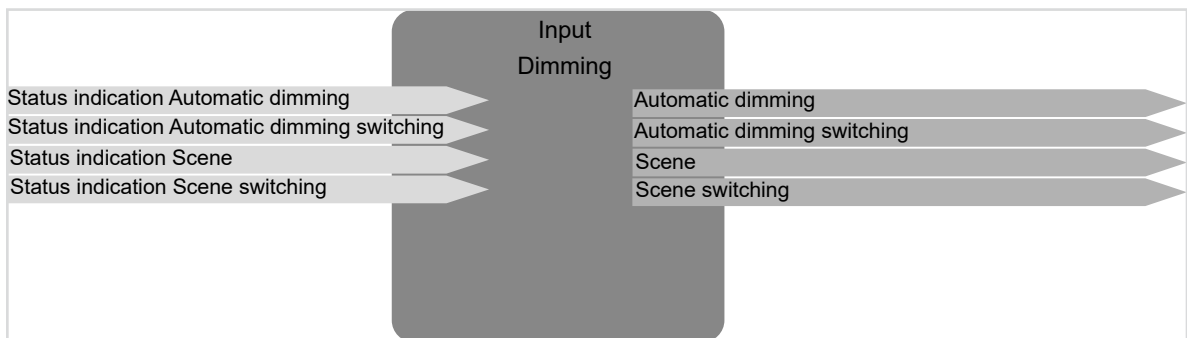 Input
Dimming
Status indication Automatic dimming
Automatic dimming
Status indication Automatic dimming switching
Automatic dimming switching
Status indication Scene
Scene
Status indication Scene switching
Scene switching